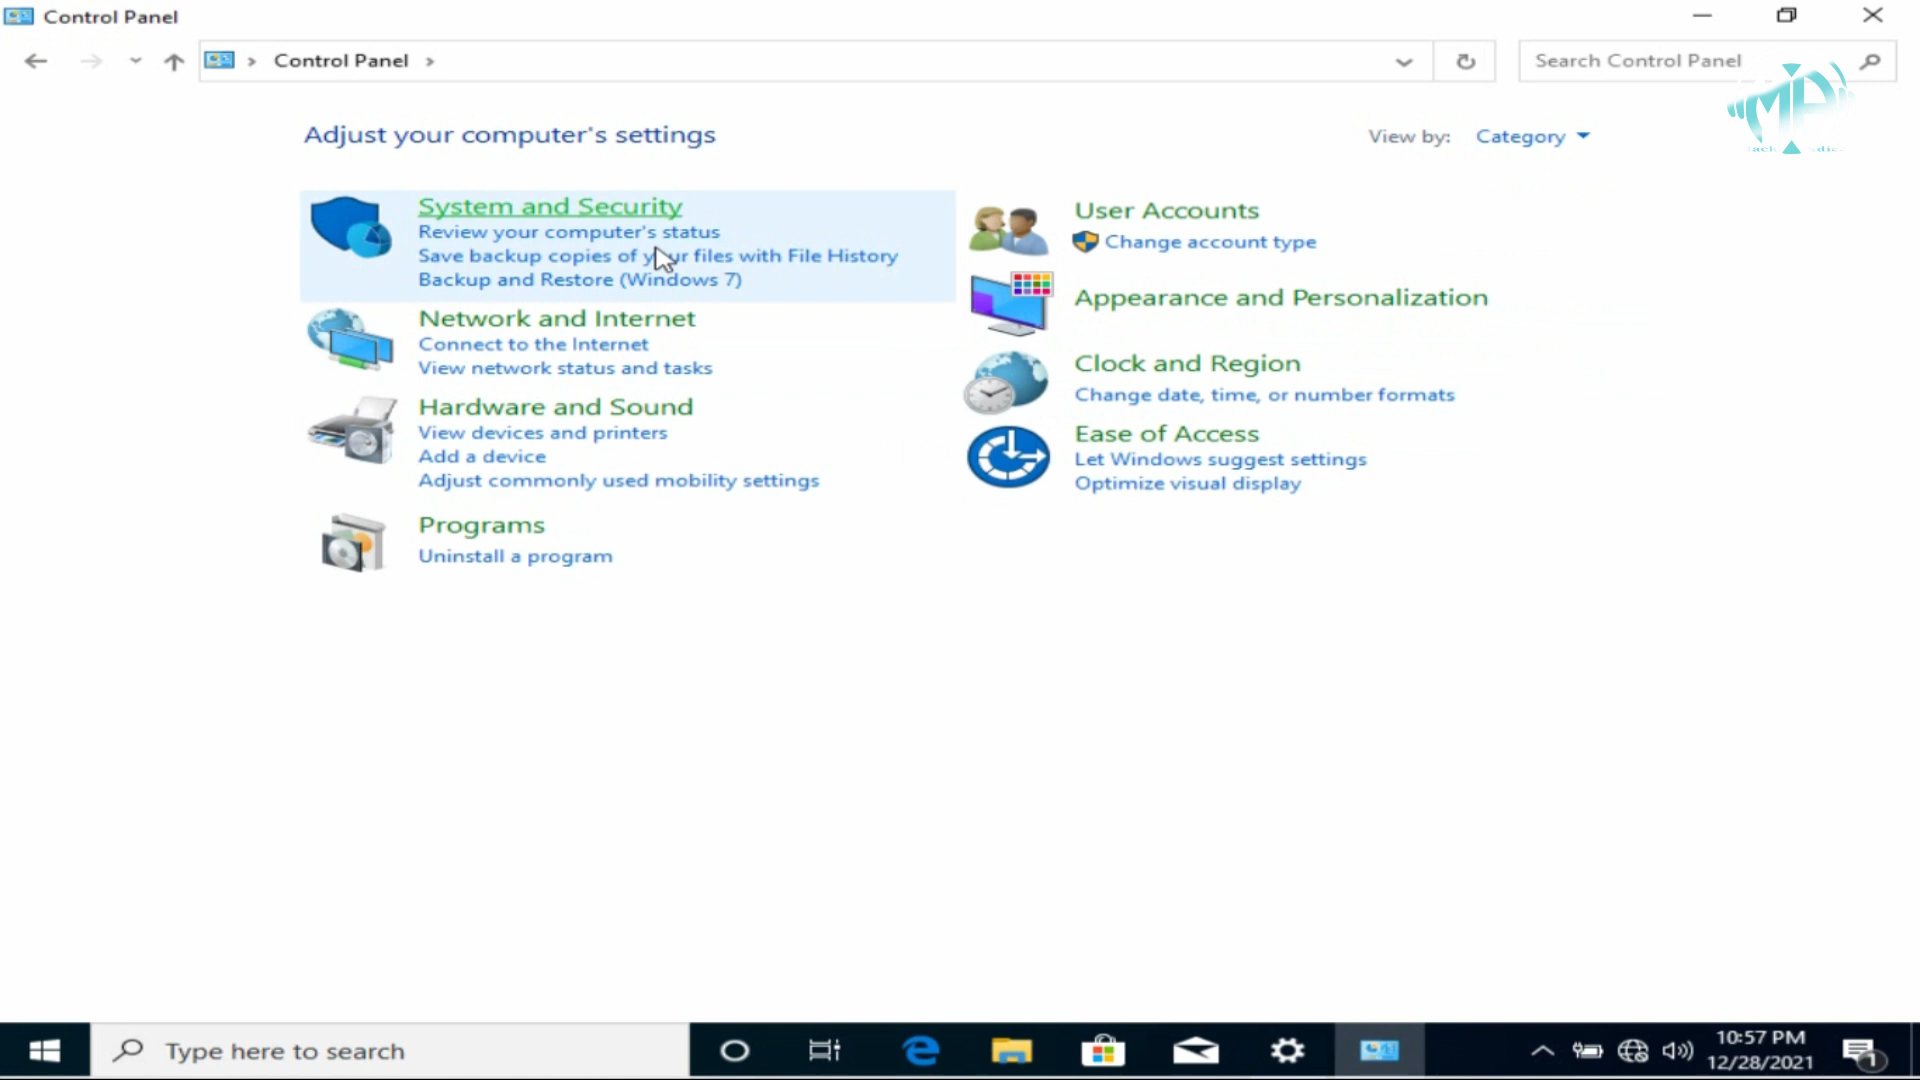 Control Panel
Control Panel
Search Control Panel
MA
Adjust your computer's settings
View by: Category
System and Security
Review your computer's status
Save backup copies of your files with File History
Backup and Restore (Windows 7)
Network and Internet
Connect to the Internet
View network status and tasks
Hardware and Sound
View devices and printers
Add a device
Adjust commonly used mobility settings
Programs
Uninstall a program
User Accounts
Change account type
Appearance and Personalization
Clock and Region
Change date, time, or number formats
Ease of Access
Let Windows suggest settings
Optimize visual display
Type here to search
10:57 PM
12/28/2021
1